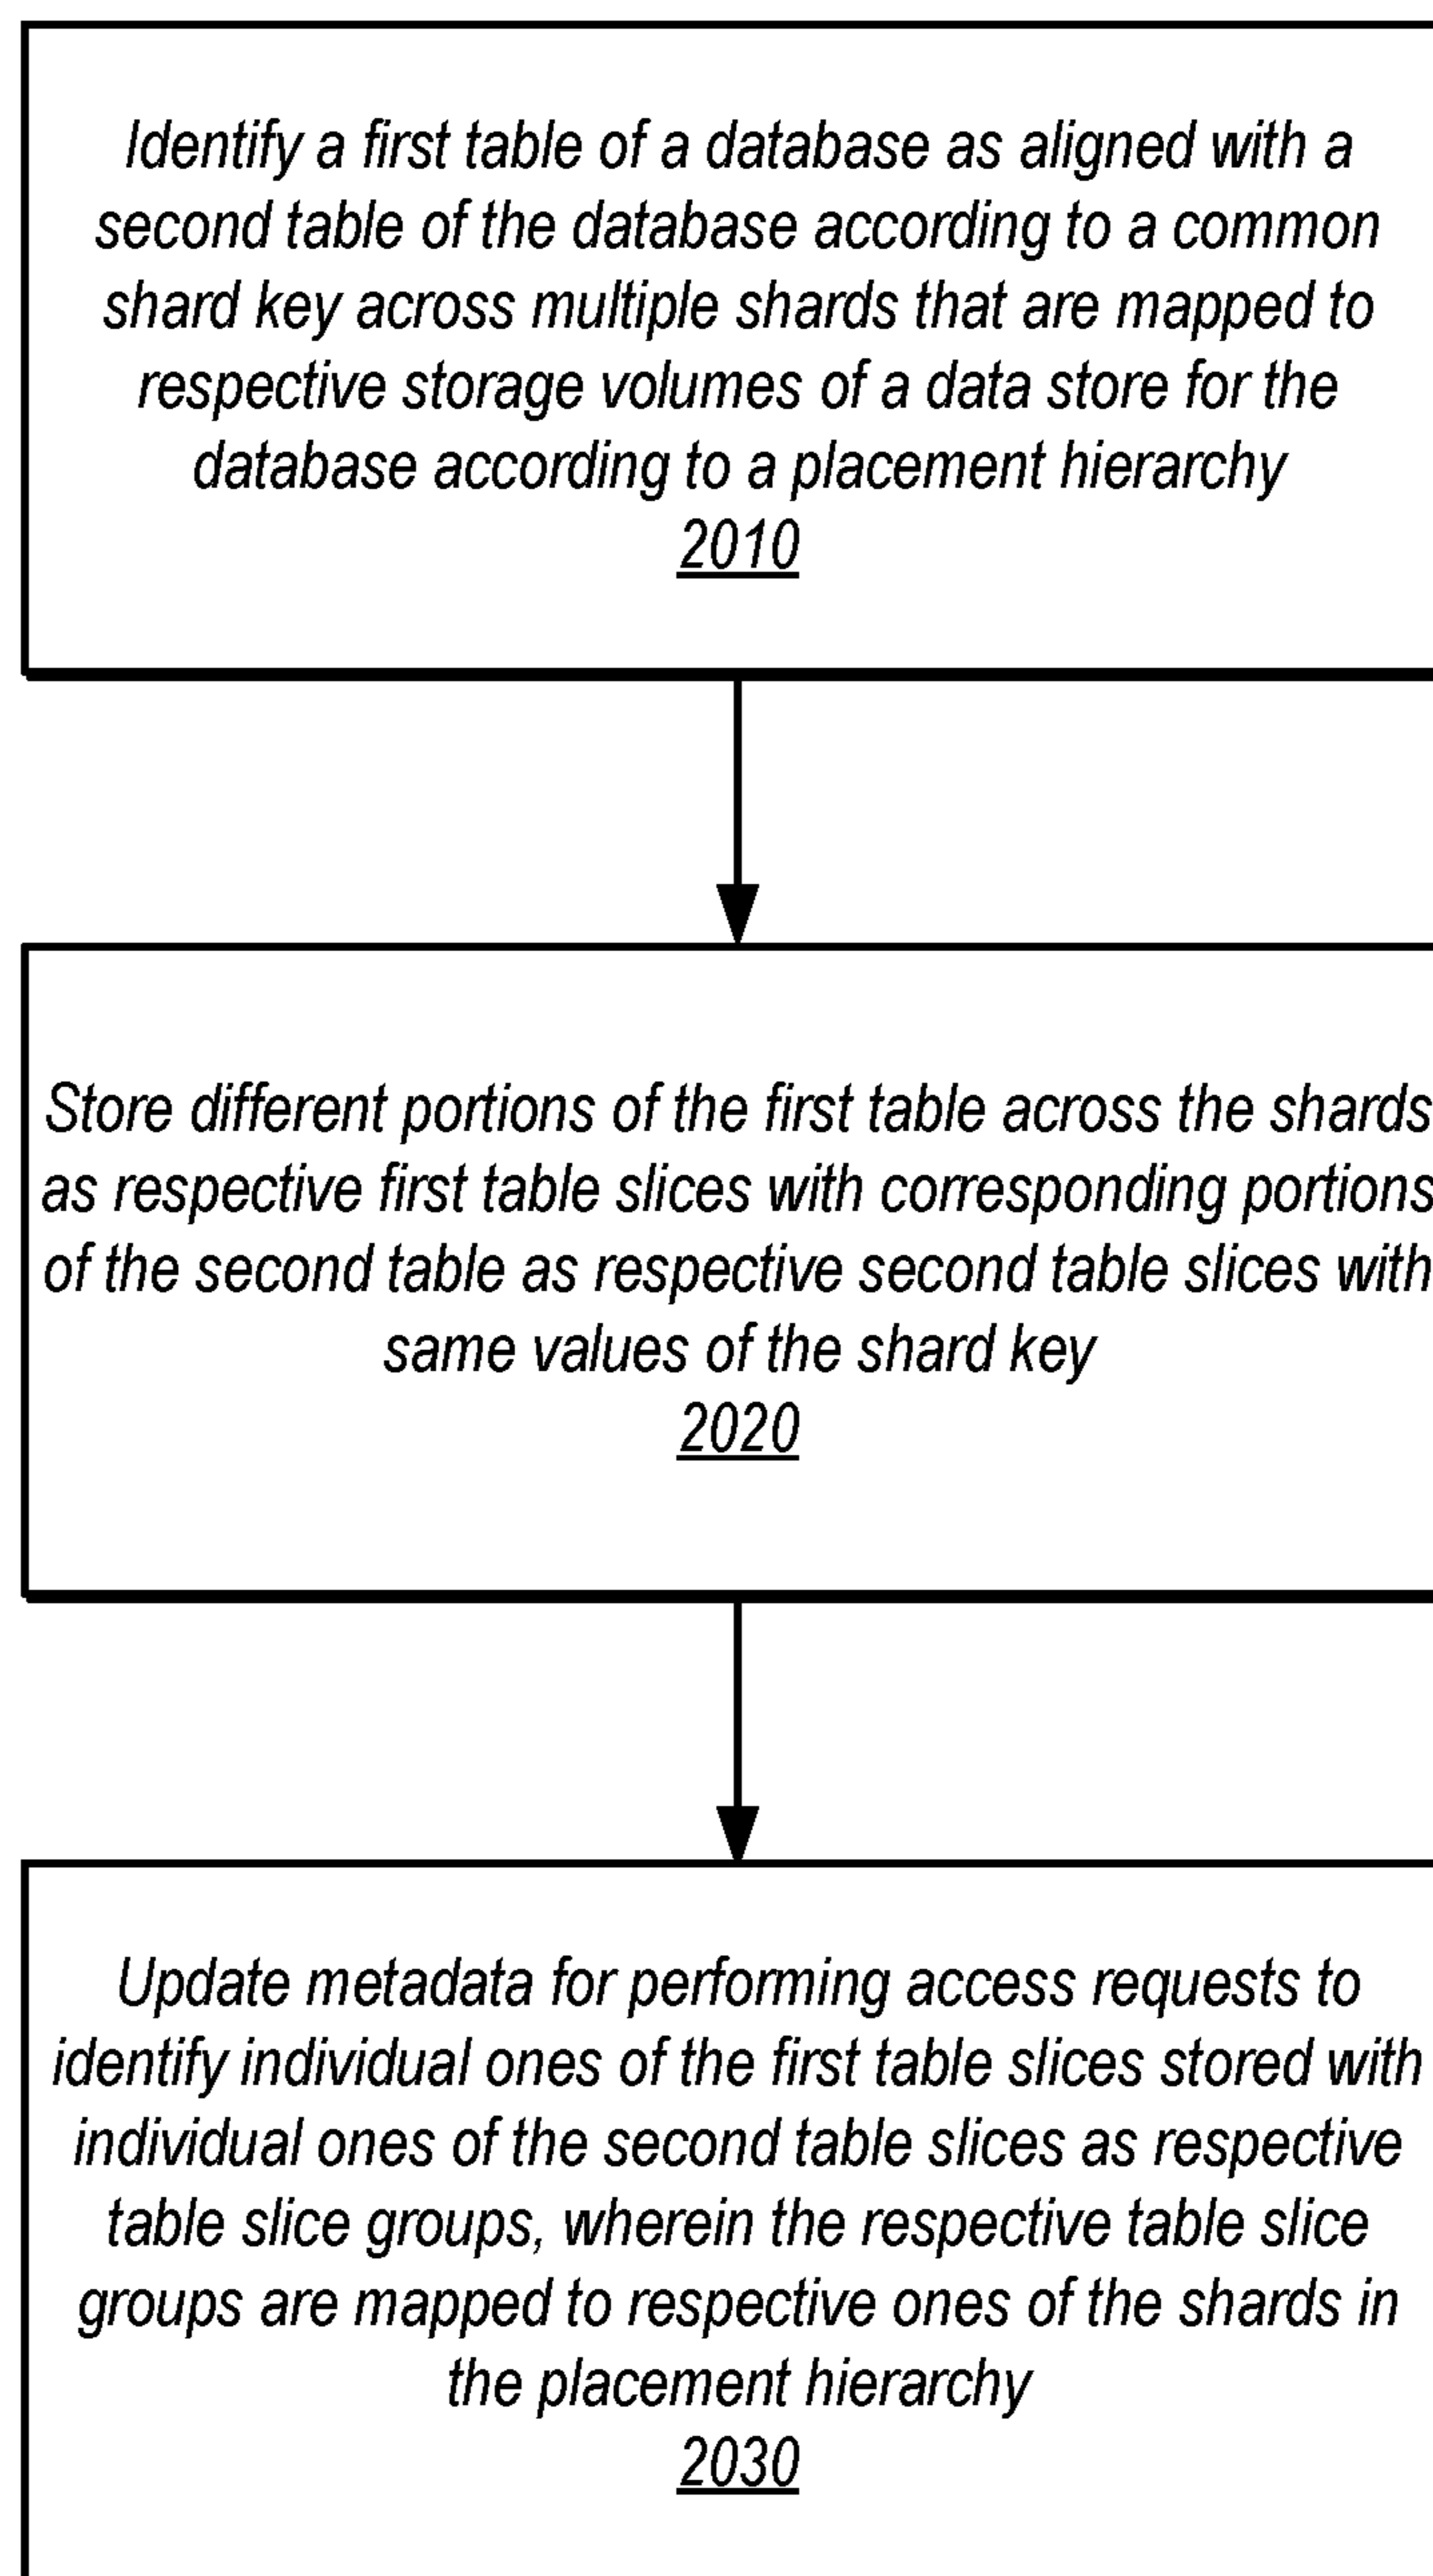 Identify a first table of a database as aligned with a
second table of the database according to a common
shard key across multiple shards that are mapped to
respective storage volumes of a data store for the
database according to a placement hierarchy
2010
Store different portions of the first table across the shards
as respective first table slices with corresponding portions
of the second table as respective second table slices with
same values of the shard key
2020
Update metadata for performing access requests to
identify individual ones of the first table slices stored with
individual ones of the second table slices as respective
table slice groups, wherein the respective table slice
groups are mapped to respective ones of the shards in
the placement hierarchy
2030